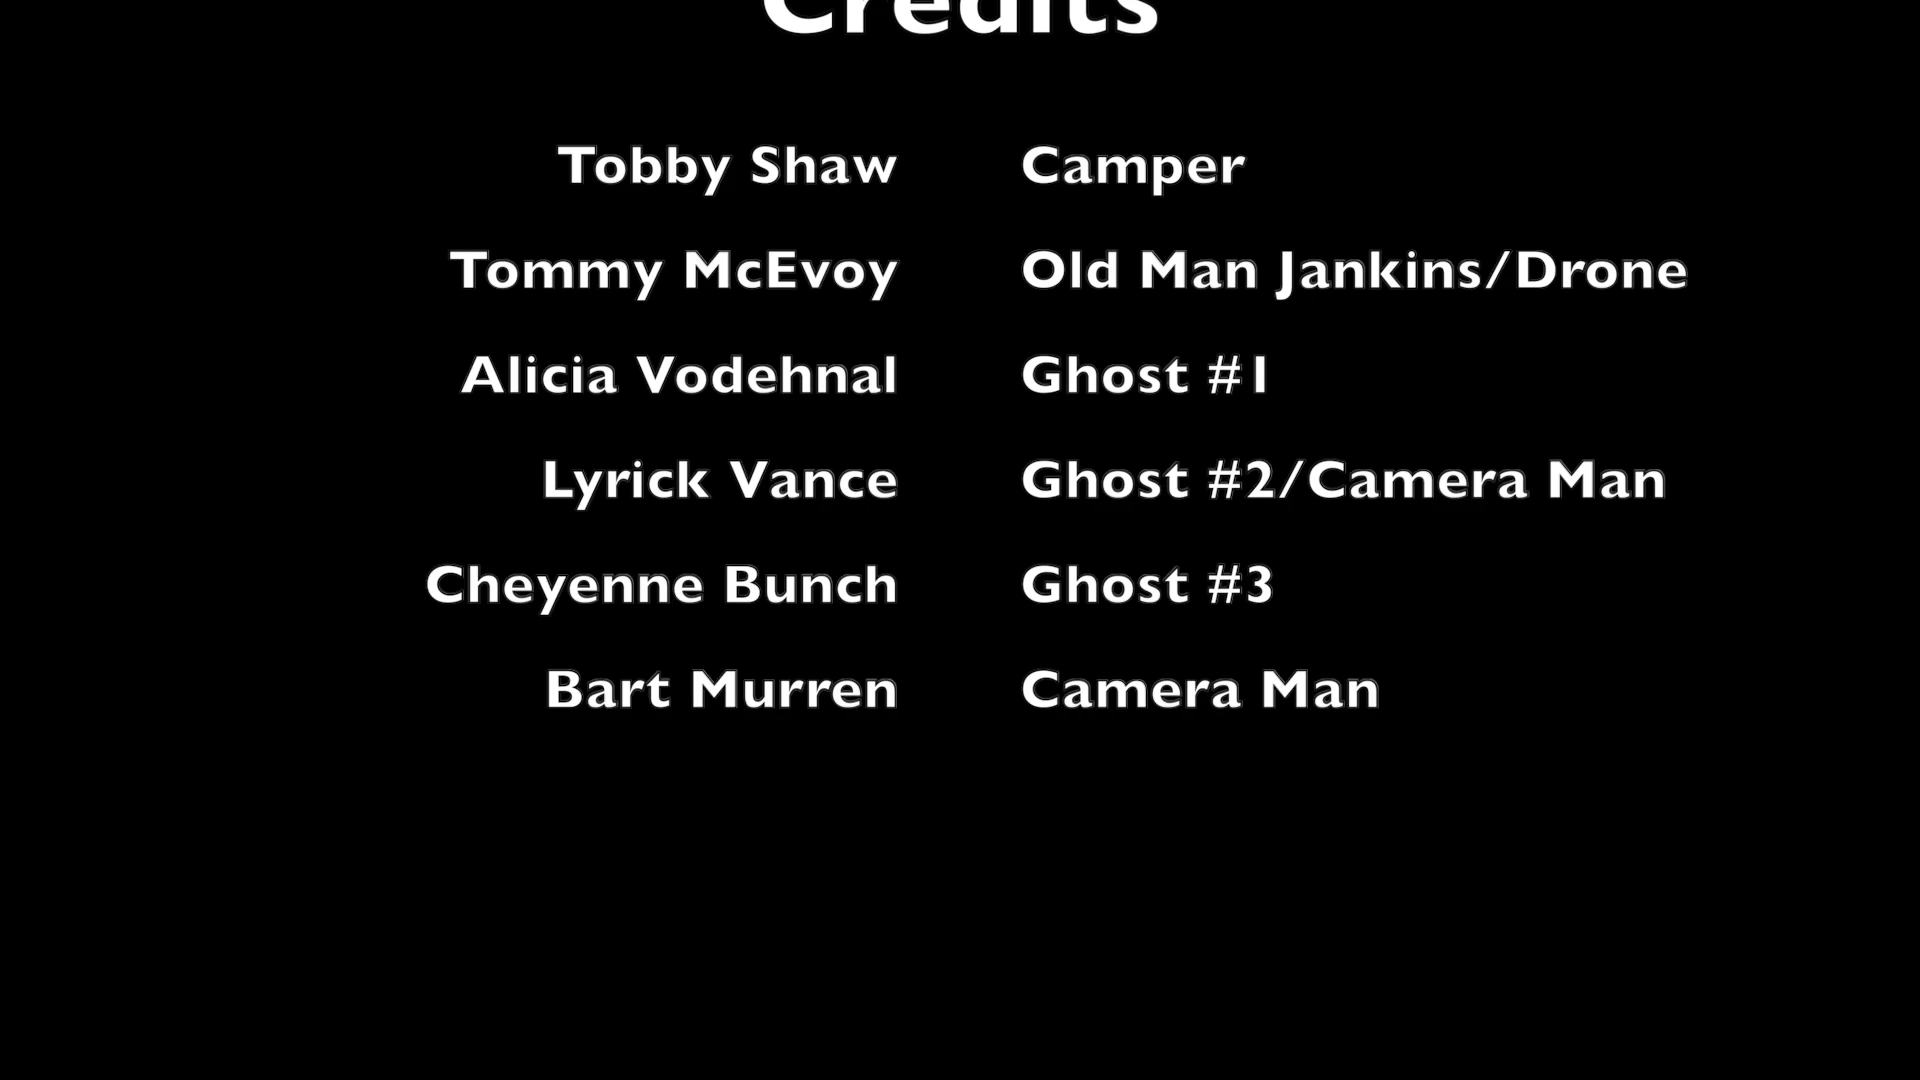 Credits
Tobby Shaw Camper
Tommy McEvoy Old Man Jankins/Drone
Alicia Vodehnal Ghost #1
Lyrick Vance Ghost #2/Camera Man
Cheyenne Bunch Ghost #3
Bart Murren Camera Man